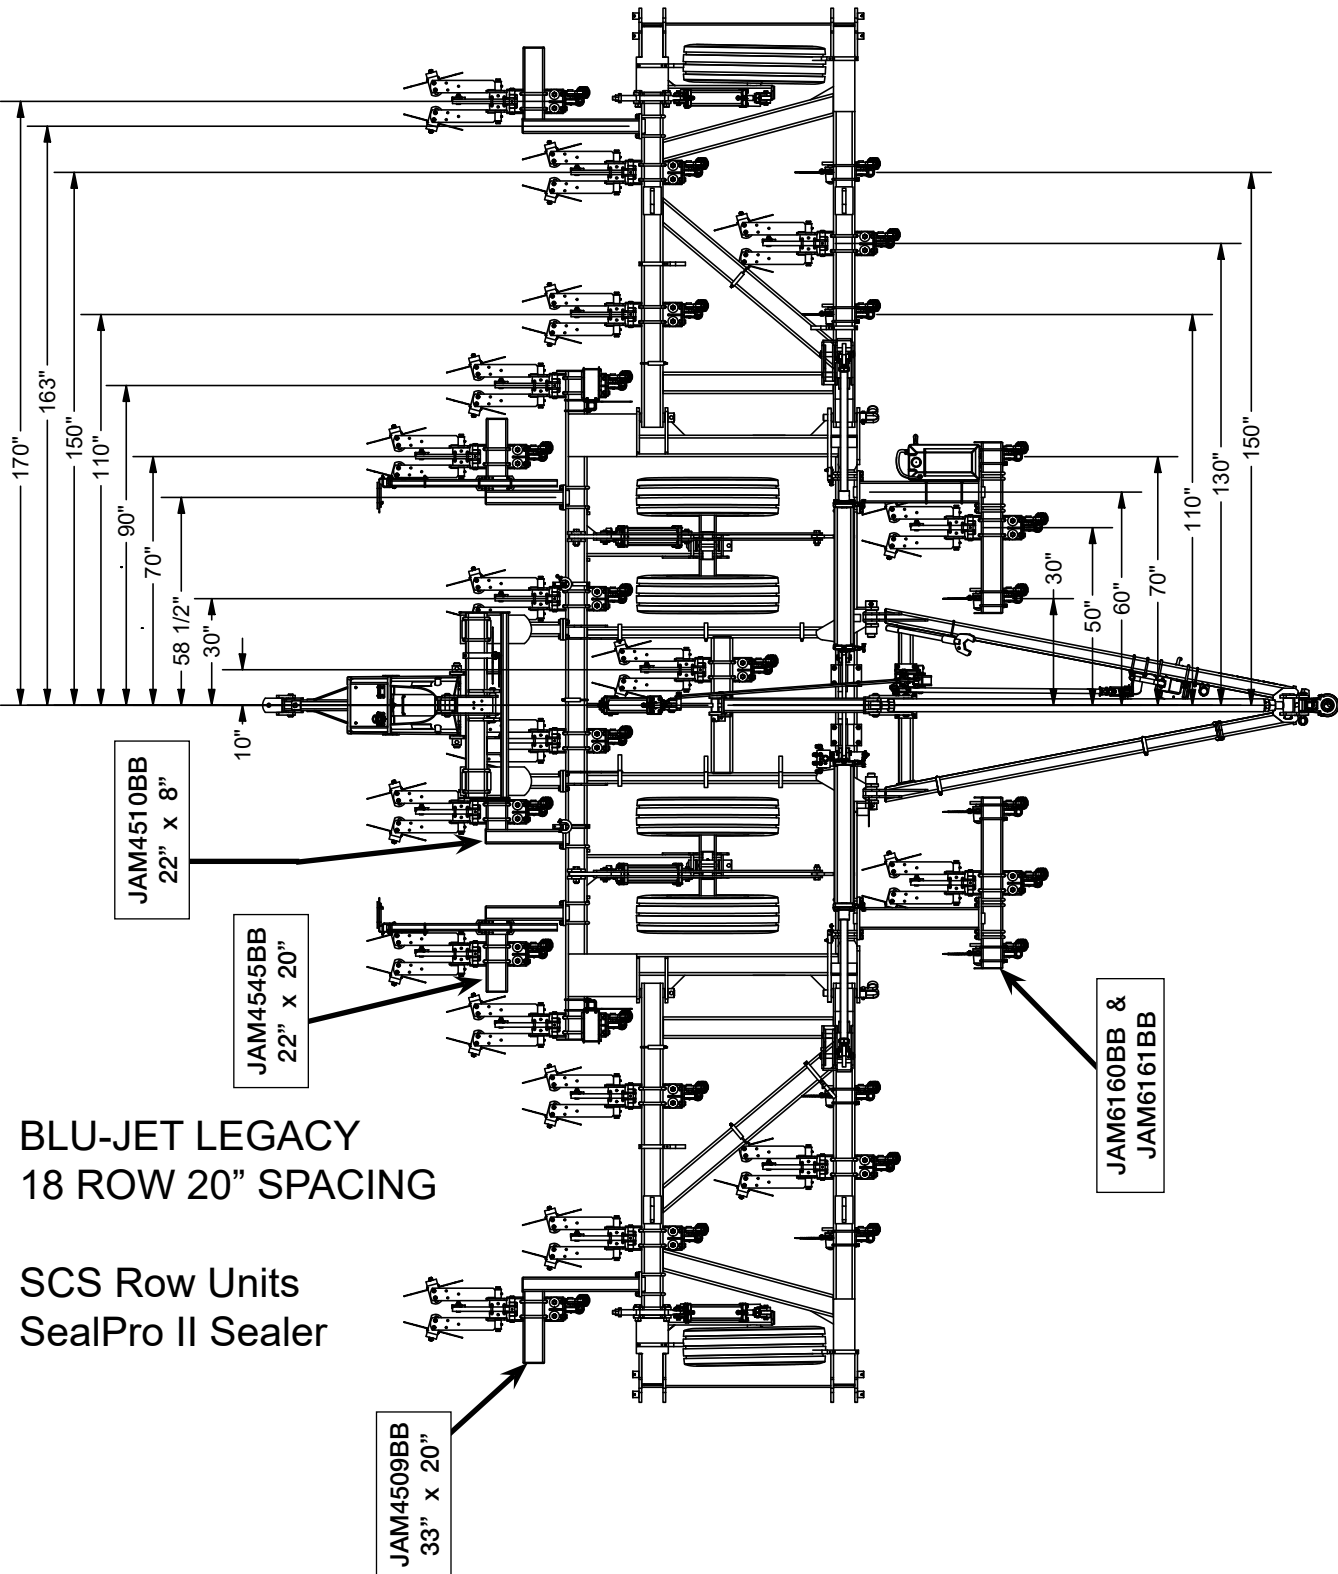 170"
163"
150"
110"
90"
70"
58 1/2"
30"
10"
150"
130"
110"
70"
60"
50"
30"
JAM4510BB
22” x 8”
JAM4545BB
22” x 20”
JAM6160BB &
JAM6161BB
BLU-JET LEGACY
18 ROW 20” SPACING
SCS Row Units
SealPro II Sealer
JAM4509BB
33” x 20”